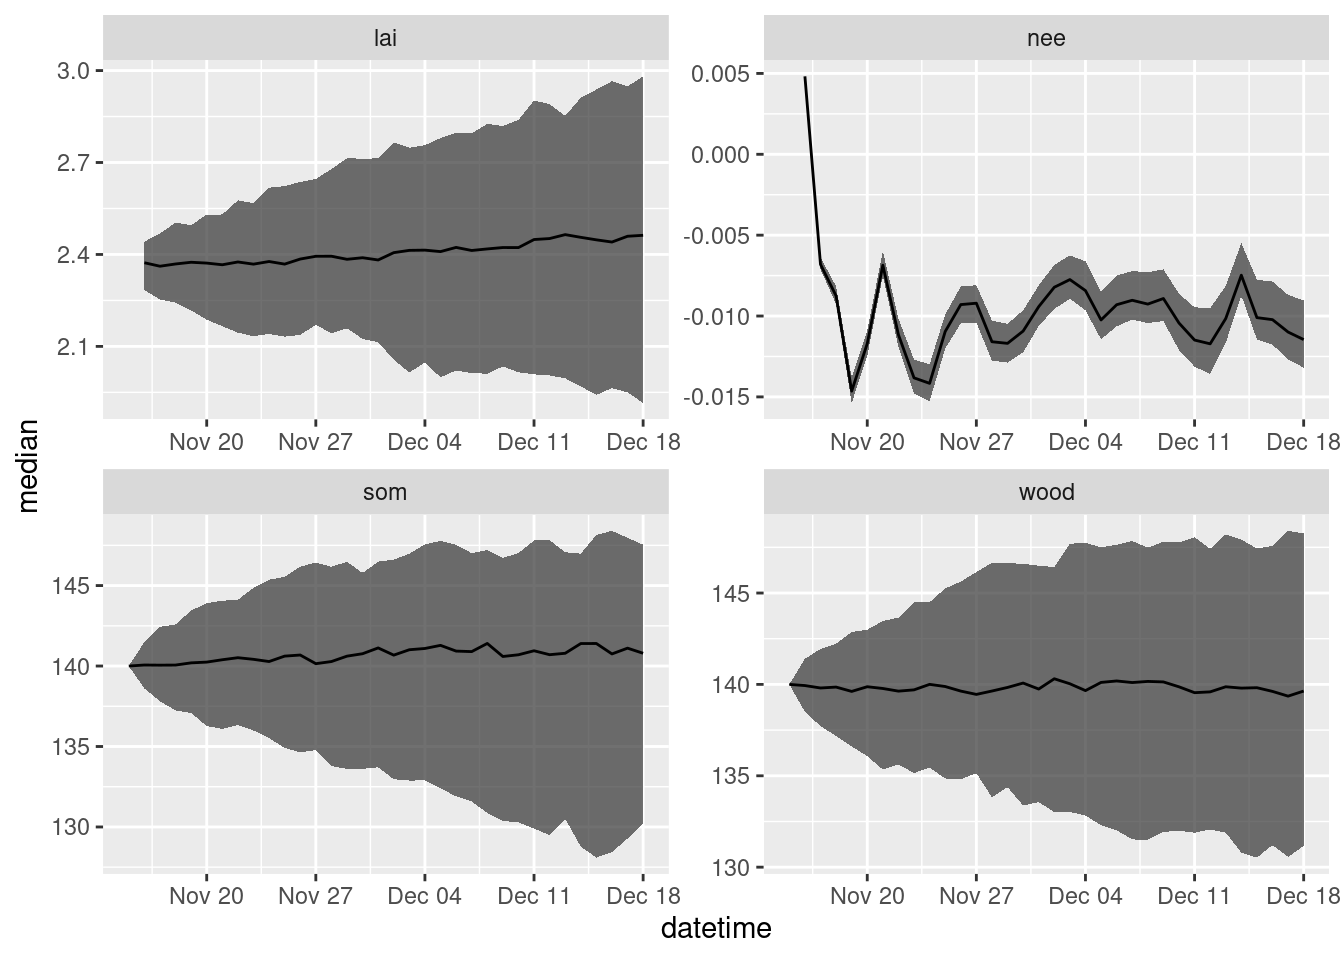 lai
nee
3.0
2.7
2.4
2.1
0.005
0.000
-0.005
-0.010
-0.015
Nov 20 Nov 27 Dec 04 Dec 11 Dec 18
Nov 20 Nov 27 Dec 04 Dec 11 Dec 18
median
som
wood
145
140
135
130
145
140
135
130
Nov 20 Nov 27 Dec 04 Dec 11 Dec 18
Nov 20 Nov 27 Dec 04 Dec 11 Dec 18
datetime